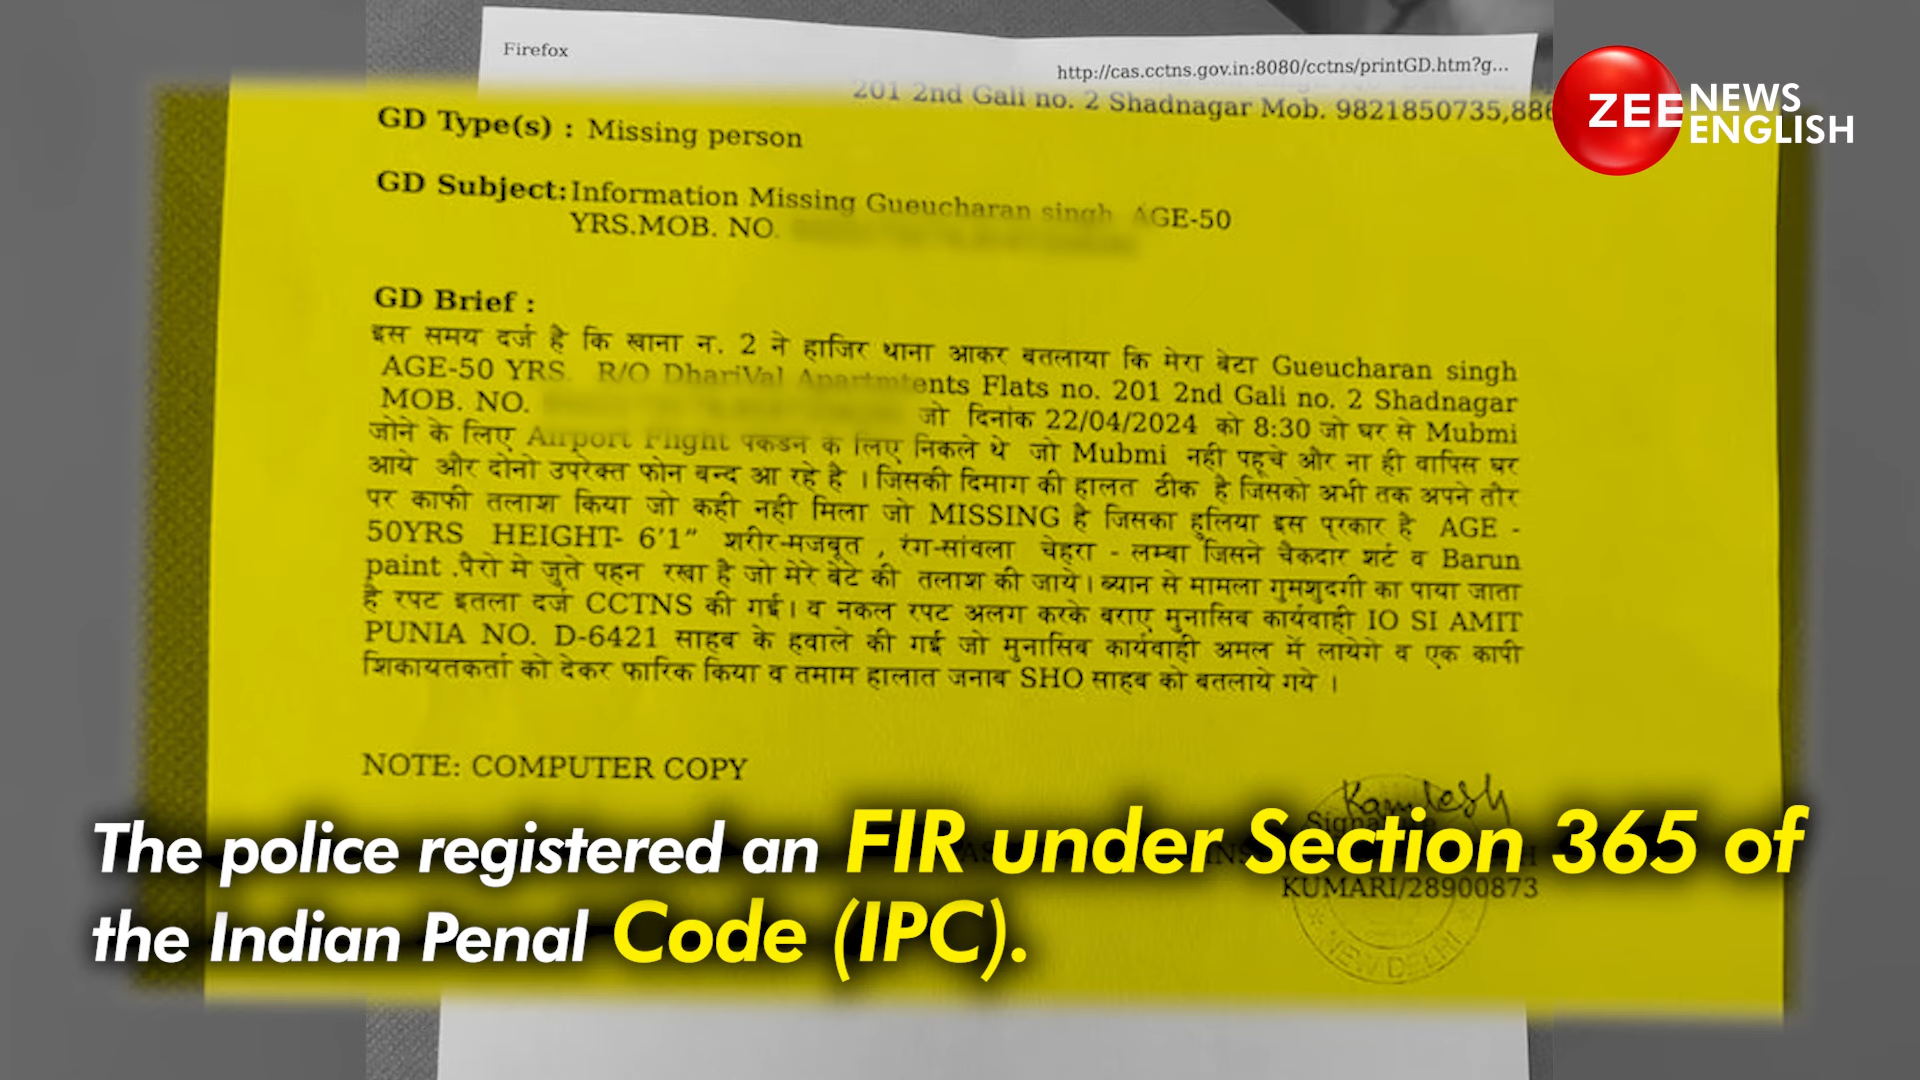 Firefox
http://cas.cctns.gov.in:8080/cctns/printGD.htm?g...
201 2nd Gali no. 2 Shadnagar Mob. 9821850735,886
ZEE NEWS
ENGLISH
GD Type(s) : Missing person
GD Subject: Information Missing Gueucharan singh AGE-50
YRS.MOB. NO.
GD Brief :
इस समय दर्ज है कि खाना न. 2 ने हाजिर थाना आकर बतलाया कि मेरा बेटा Gueucharan singh
AGE-50 YRS. R/O DhariVal Apartmtents Flats no. 201 2nd Gali no. 2 Shadnagar
MOB. NO. जो दिनांक 22/04/2024 को 8:30 जो घर से Mubmi
जोने के लिए Airport Flight पकडने के लिए निकले थे जो Mubmi नही पहूचे और ना ही वापिस घर
आये और दोनो उपरेक्त फोन बन्द आ रहे है । जिसकी दिमाग की हालत ठीक है जिसको अभी तक अपने तौर
पर काफी तलाश किया जो कही नही मिला जो MISSING है जिसका हुलिया इस प्रकार है AGE -
50YRS HEIGHT- 6’1” शरीर-मजबूत , रंग-सांवला चेहरा - लम्बा जिसने चैकदार शर्ट व Barun
paint .पैरो मे जुते पहन रखा है जो मेरे बेटे की तलाश की जाये। ब्यान से मामला गुमशुदगी का पाया जाता
है रपट इतला दर्ज CCTNS की गई। व नकल रपट अलग करके बराए मुनासिब कार्यवाही IO SI AMIT
PUNIA NO. D-6421 साहब के हवाले की गई जो मुनासिब कार्यवाही अमल में लायेगे व एक कापी
शिकायतकर्ता को देकर फारिक किया व तमाम हालात जनाब SHO साहब को बतलाये गये ।
NOTE: COMPUTER COPY
Kamlesh
Signature
KUMARI/28900873
NEW DELHI
The police registered an FIR under Section 365 of
the Indian Penal Code (IPC).